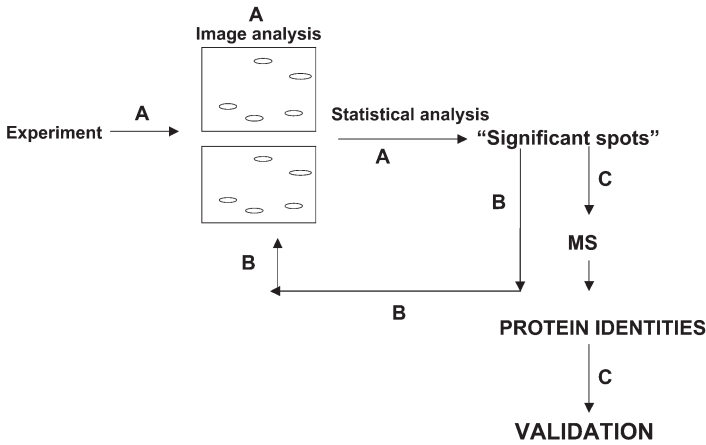 A
Image analysis
Experiment
A
Statistical analysis
A
“Significant spots”
B
C
MS
B
B
PROTEIN IDENTITIES
C
VALIDATION